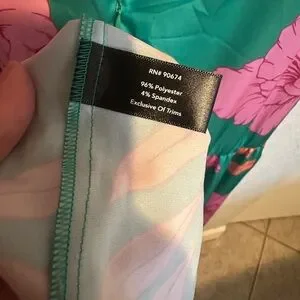 RN# 90674
96% Polyester
4% Spandex
Exclusive Of Trims